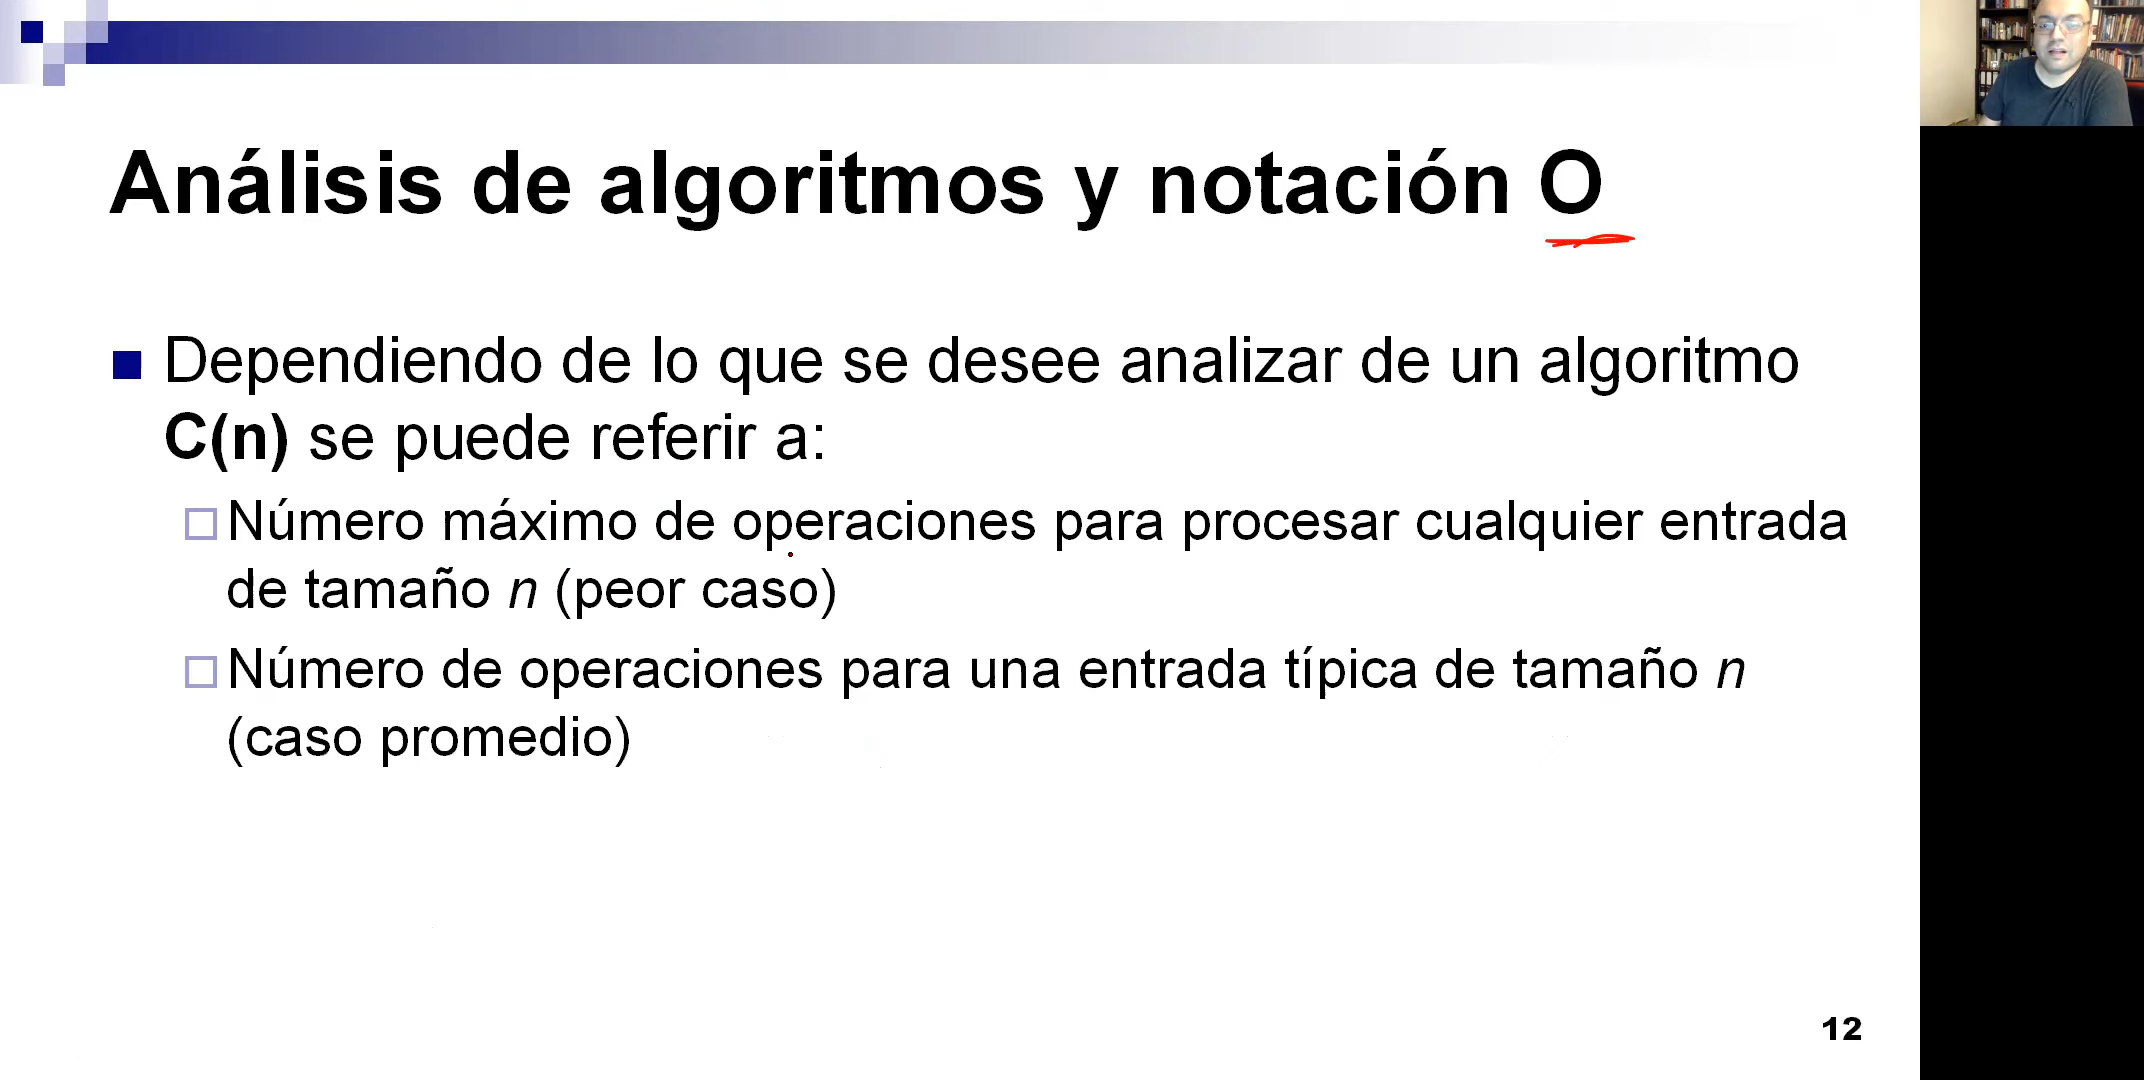 Análisis de algoritmos y notación O
Dependiendo de lo que se desee analizar de un algoritmo
C(n) se puede referir a:
Número máximo de operaciones para procesar cualquier entrada
de tamaño n (peor caso)
Número de operaciones para una entrada típica de tamaño n
(caso promedio)
12